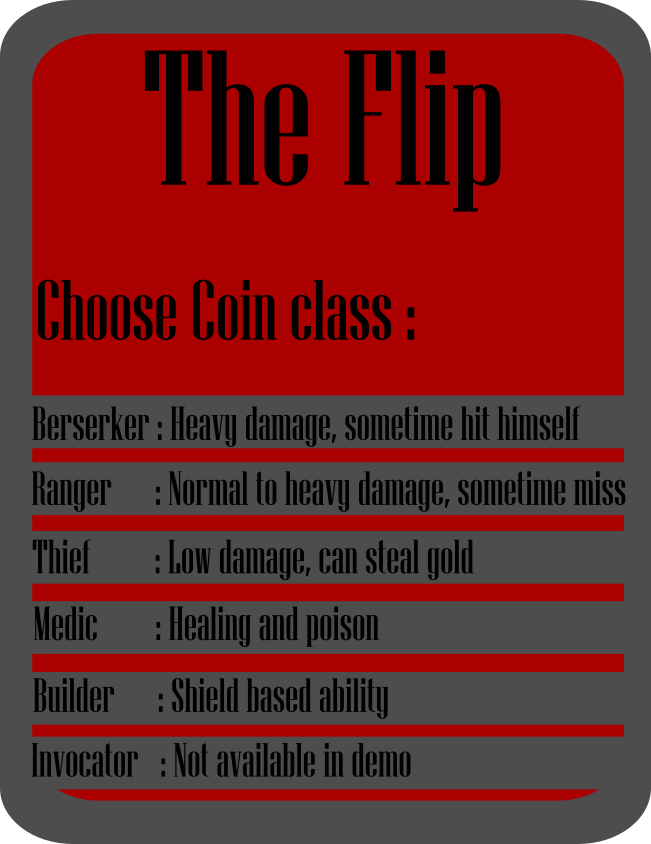 The Flip
Choose Coin class :
Berserker : Heavy damage, sometime hit himself
Ranger : Normal to heavy damage, sometime miss
Thief : Low damage, can steal gold
Medic : Healing and poison
Builder : Shield based ability
Invocator : Not available in demo